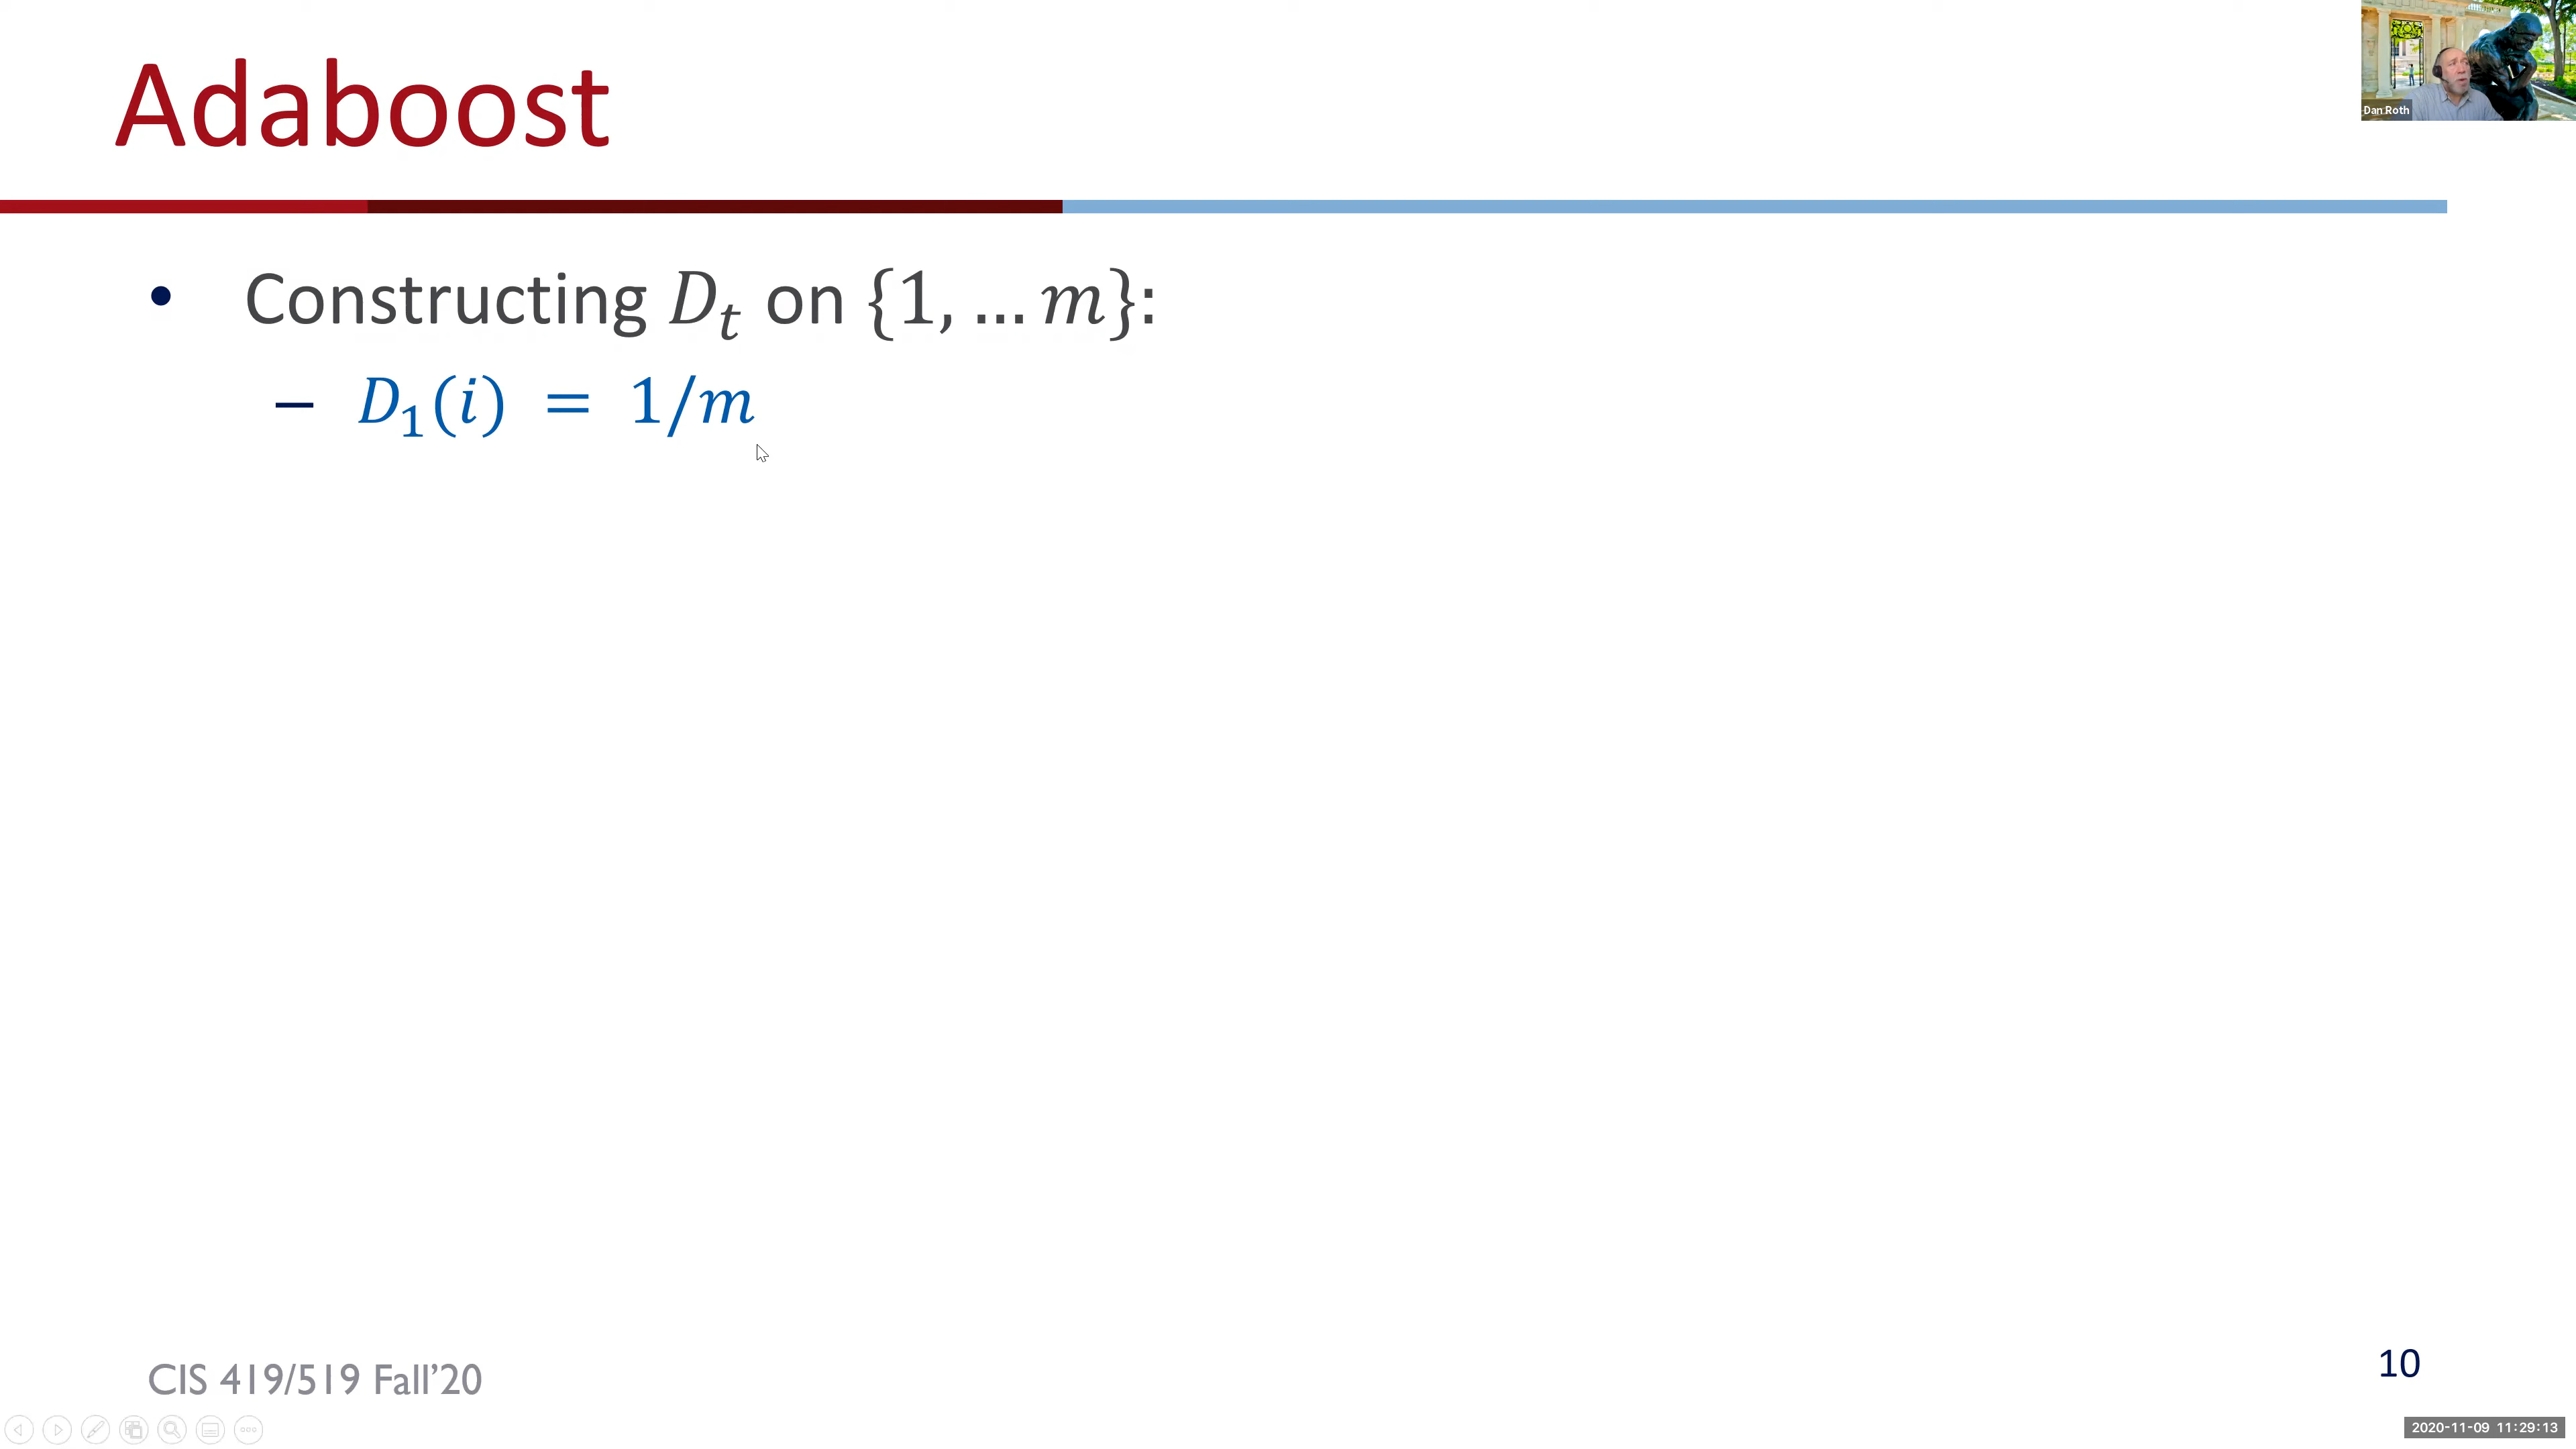 Adaboost
Dan Roth
• Constructing D_t on {1, … m}:
– D_1(i) = 1/m
CIS 419/519 Fall’20
10
2020-11-09 11:29:13